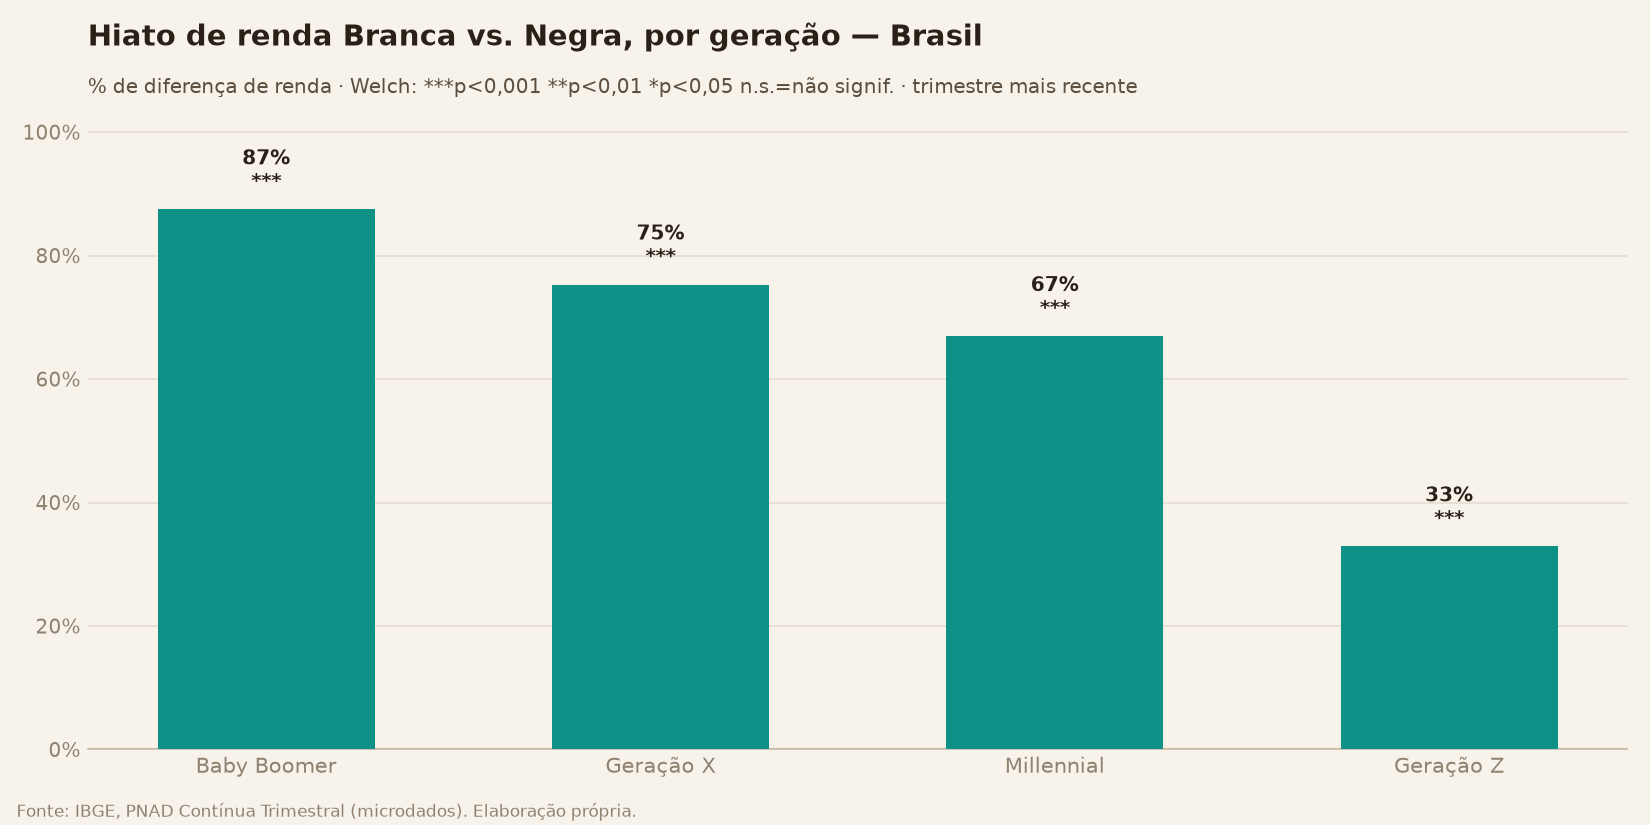 Hiato de renda Branca vs. Negra, por geração — Brasil
% de diferença de renda · Welch: ***p<0,001 **p<0,01 *p<0,05 n.s.=não signif. · trimestre mais recente
100%
80%
60%
40%
20%
0%
87%
***
75%
***
67%
***
33%
***
Baby Boomer
Geração X
Millennial
Geração Z
Fonte: IBGE, PNAD Contínua Trimestral (microdados). Elaboração própria.